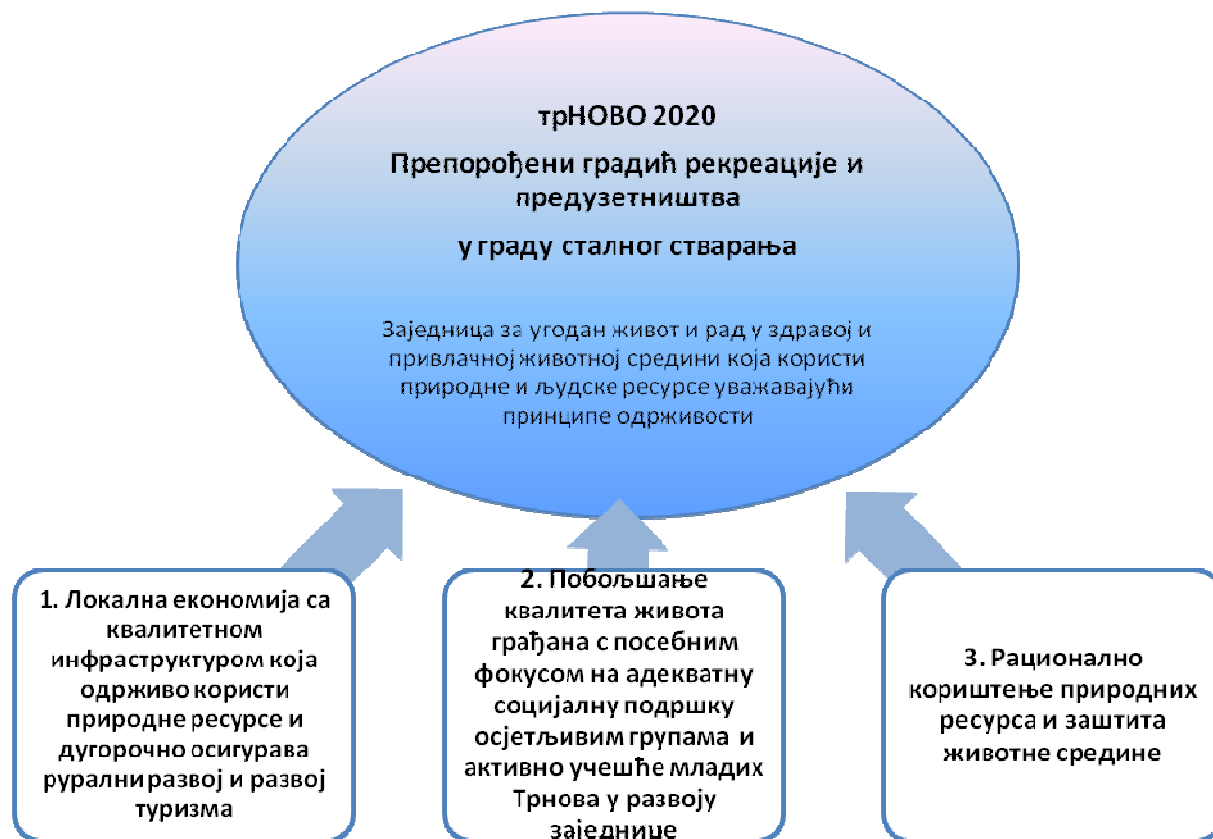 трНОВО 2020
Препорођени градић рекреације и
предузетништва
у граду сталног стварања
Заједница за угодан живот и рад у здравој и
привлачној животној средини која користи
природне и људске ресурсе уважавајући
принципе одрживости
1. Локална економија са
квалитетном
инфраструктуром која
одрживо користи
природне ресурсе и
дугорочно осигурава
рурални развој и развој
туризма
2. Побољшање
квалитета живота
грађана с посебним
фокусом на адекватну
социјалну подршку
осјетљивим групама и
активно учешће младих
Трнова у развоју
заједнице
3. Рационално
кориштење природних
ресурса и заштита
животне средине